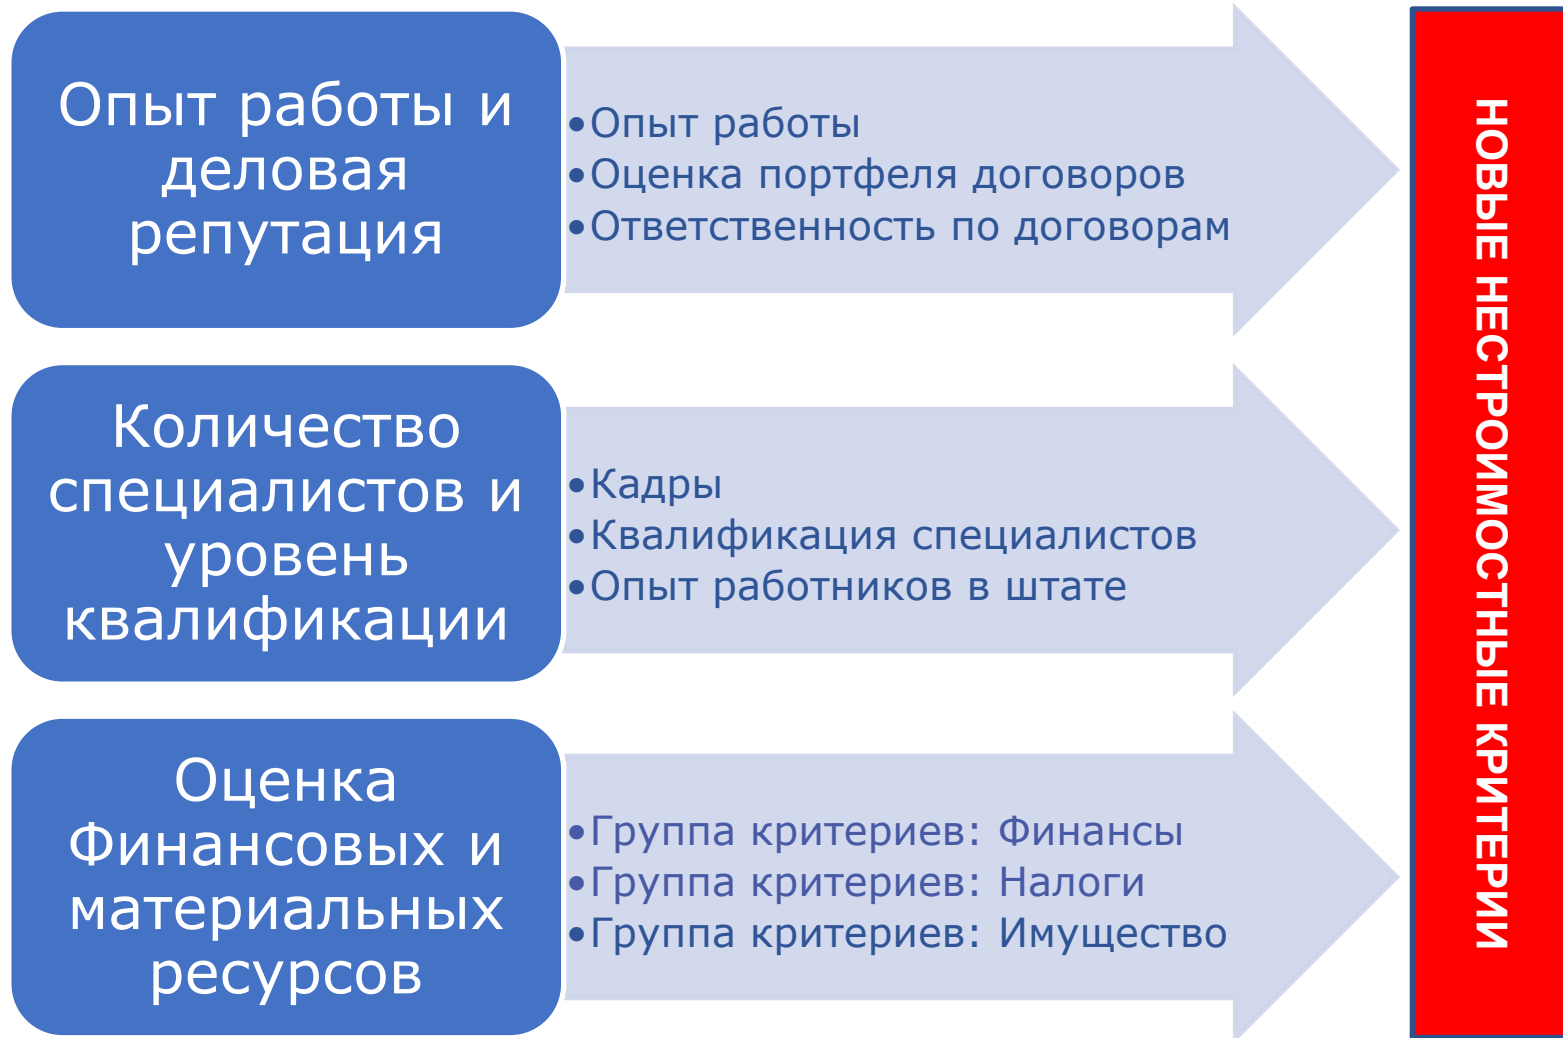 Опыт работы и
деловая
репутация
•Опыт работы
•Оценка портфеля договоров
•Ответственность по договорам
Количество
специалистов и
уровень
квалификации
•Кадры
•Квалификация специалистов
•Опыт работников в штате
Оценка
Финансовых и
материальных
ресурсов
•Группа критериев: Финансы
•Группа критериев: Налоги
•Группа критериев: Имущество
НОВЫЕ НЕСТРОИМОСТНЫЕ КРИТЕРИИ